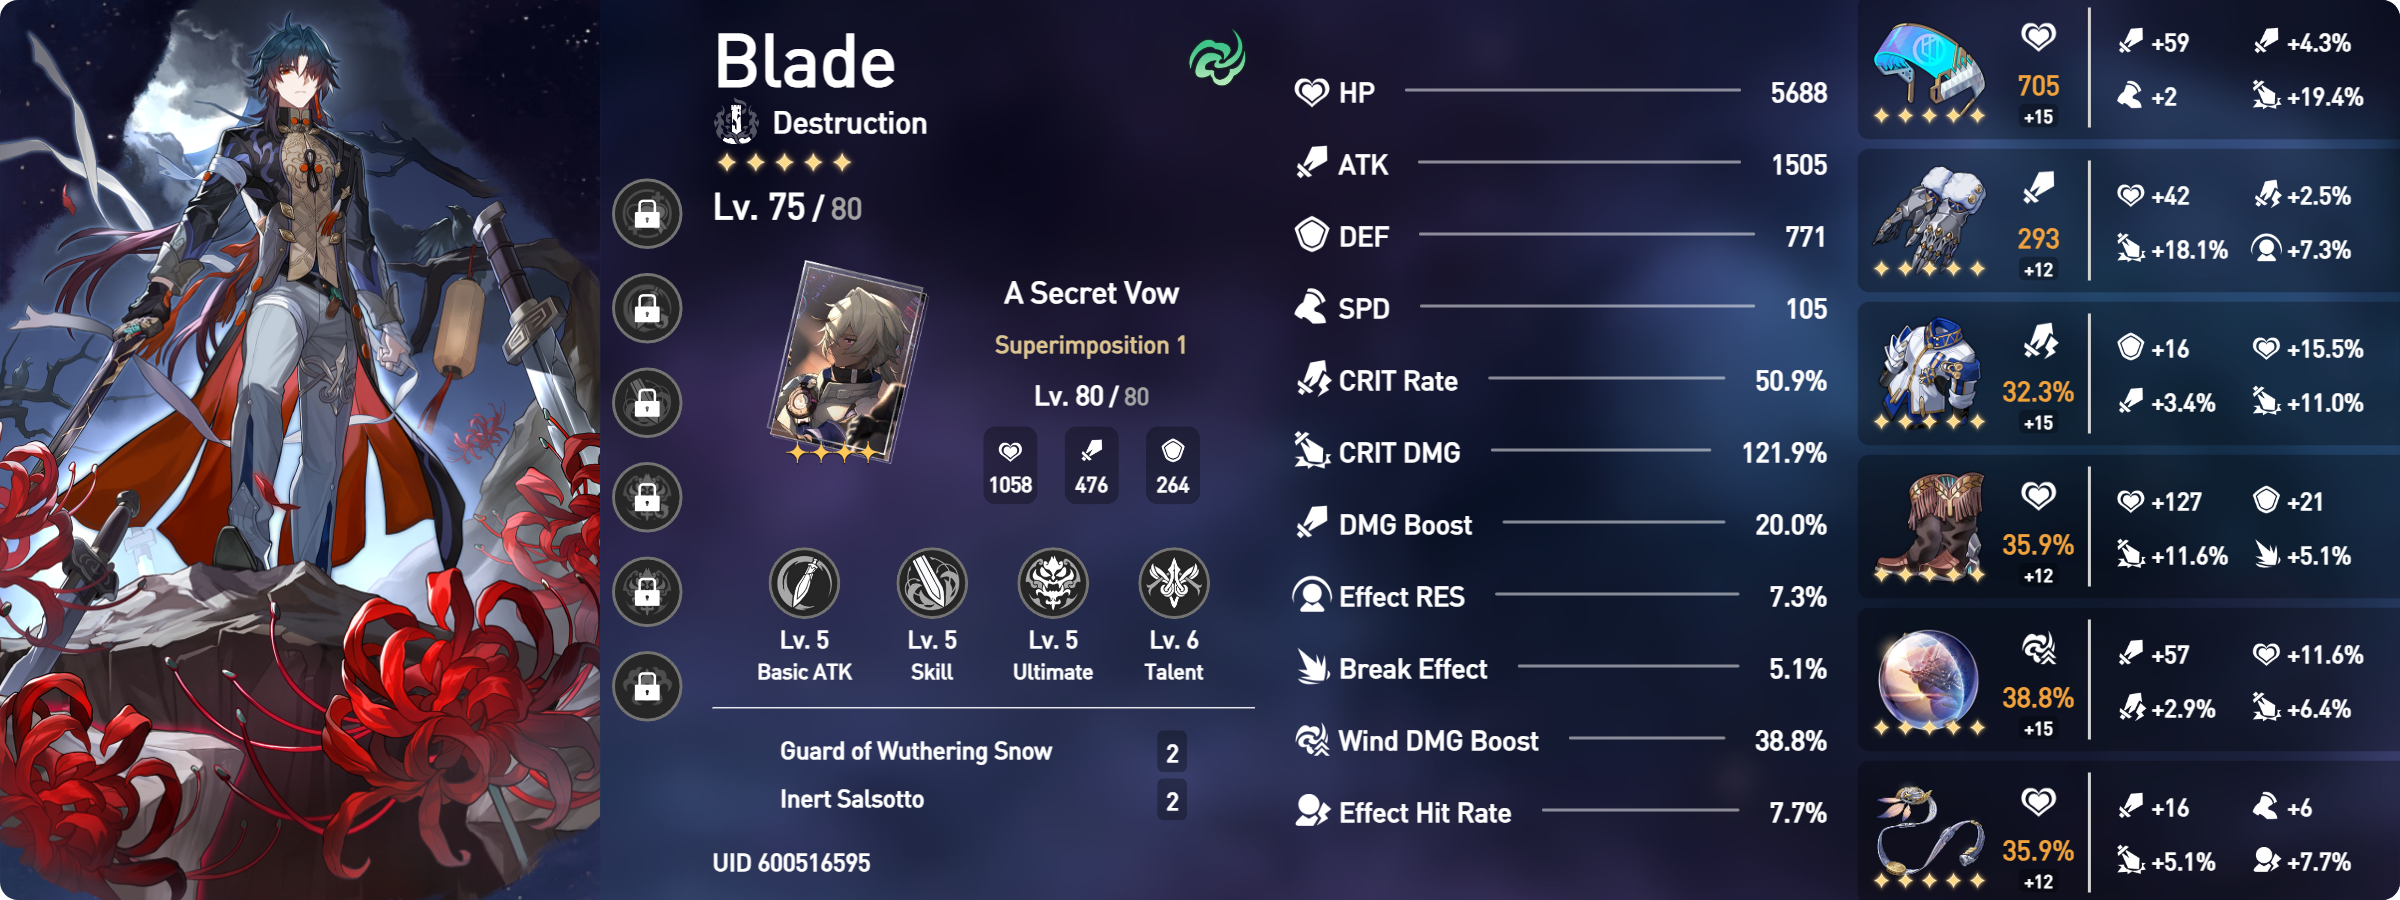 Blade
Destruction
Lv. 75 / 80
A Secret Vow
Superimposition 1
Lv. 80 / 80
1058 476 264
Lv. 5 Lv. 5 Lv. 5 Lv. 6
Basic ATK Skill Ultimate Talent
Guard of Wuthering Snow 2
Inert Salsotto 2
UID 600516595
HP 5688
ATK 1505
DEF 771
SPD 105
CRIT Rate 50.9%
CRIT DMG 121.9%
DMG Boost 20.0%
Effect RES 7.3%
Break Effect 5.1%
Wind DMG Boost 38.8%
Effect Hit Rate 7.7%
705
+15
+59 +4.3%
+2 +19.4%
293
+12
+42 +2.5%
+18.1% +7.3%
32.3%
+15
+16 +15.5%
+3.4% +11.0%
35.9%
+12
+127 +21
+11.6% +5.1%
38.8%
+15
+57 +11.6%
+2.9% +6.4%
35.9%
+12
+16 +6
+5.1% +7.7%